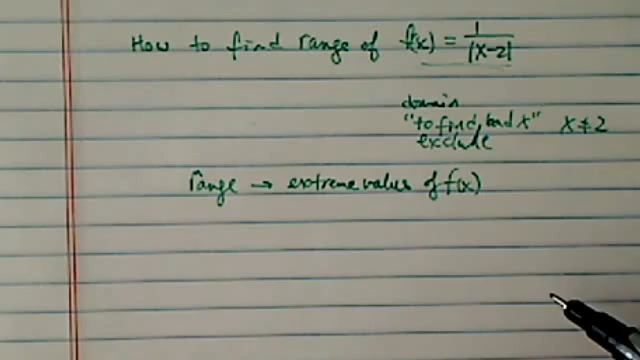 How to find range of f(x) = 1/|x-2|
domain
"to find bad x" x ≠ 2
exclude
range → extreme values of f(x)